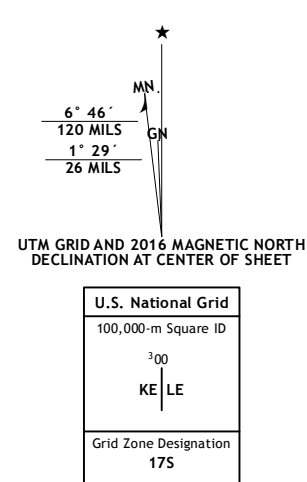 ★
MN
GN
6° 46´
120 MILS
1° 29´
26 MILS
UTM GRID AND 2016 MAGNETIC NORTH
DECLINATION AT CENTER OF SHEET
U.S. National Grid
100,000-m Square ID
³00
KE LE
Grid Zone Designation
17S